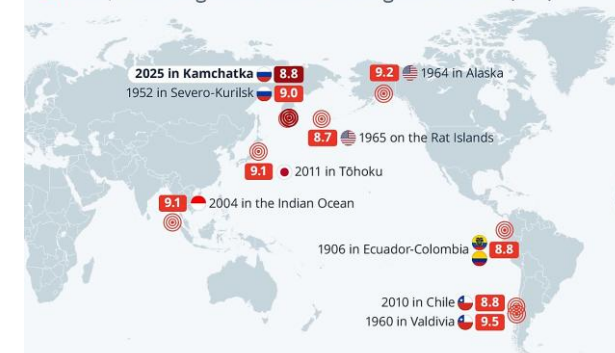 2025 in Kamchatka 8.8
9.2 1964 in Alaska
1952 in Severo-Kurilsk 9.0
8.7 1965 on the Rat Islands
9.1 2011 in Tōhoku
9.1 2004 in the Indian Ocean
1906 in Ecuador-Colombia 8.8
2010 in Chile 8.8
1960 in Valdivia 9.5